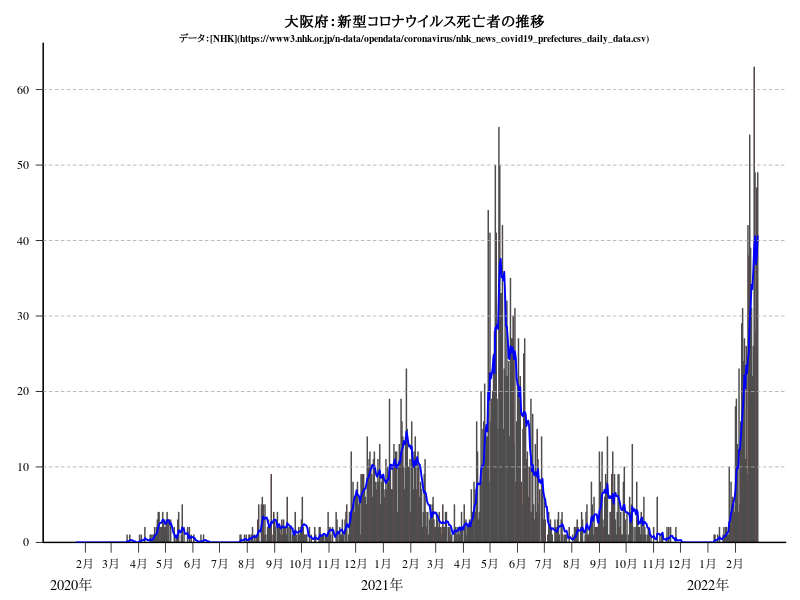 大阪府:新型コロナウイルス死亡者の推移
データ:[NHK](https://www3.nhk.or.jp/n-data/opendata/coronavirus/nhk_news_covid19_prefectures_daily_data.csv)
60
50
40
30
20
10
0
2月 3月 4月 5月 6月 7月 8月 9月 10月 11月 12月 1月 2月 3月 4月 5月 6月 7月 8月 9月 10月 11月 12月 1月 2月
2020年 2021年 2022年